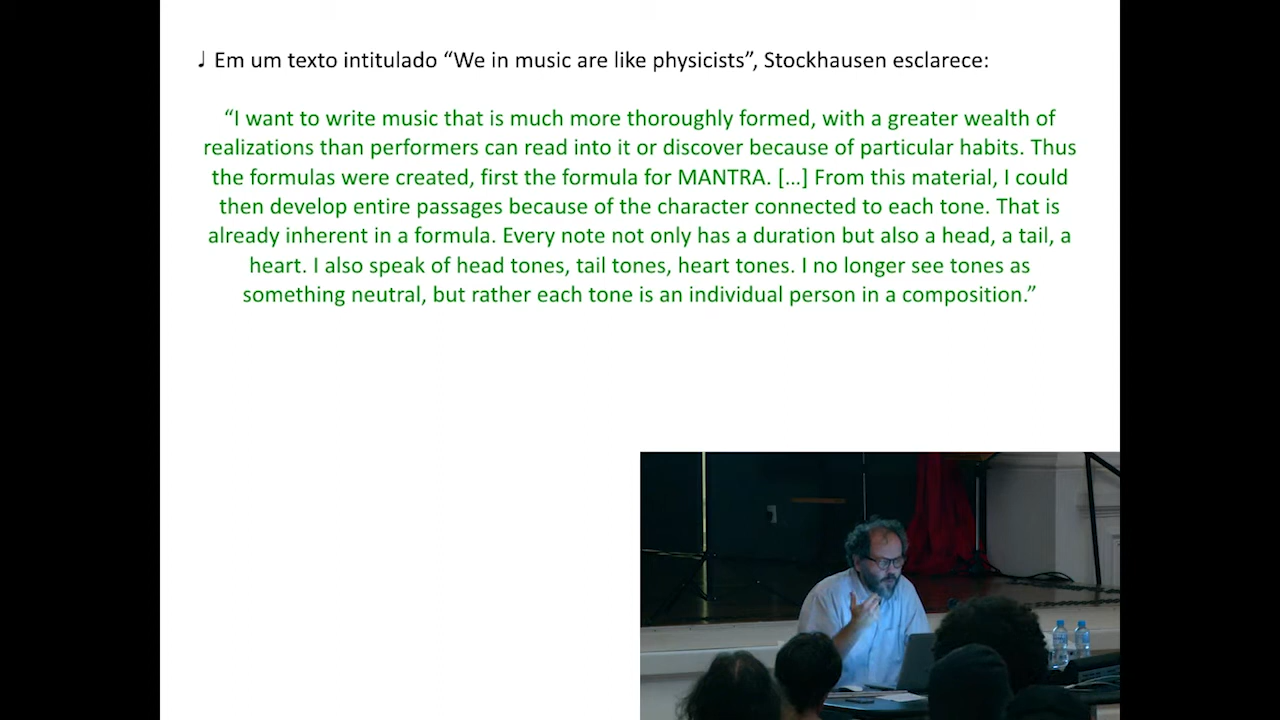 ♩ Em um texto intitulado “We in music are like physicists”, Stockhausen esclarece:
“I want to write music that is much more thoroughly formed, with a greater wealth of
realizations than performers can read into it or discover because of particular habits. Thus
the formulas were created, first the formula for MANTRA. [...] From this material, I could
then develop entire passages because of the character connected to each tone. That is
already inherent in a formula. Every note not only has a duration but also a head, a tail, a
heart. I also speak of head tones, tail tones, heart tones. I no longer see tones as
something neutral, but rather each tone is an individual person in a composition.”